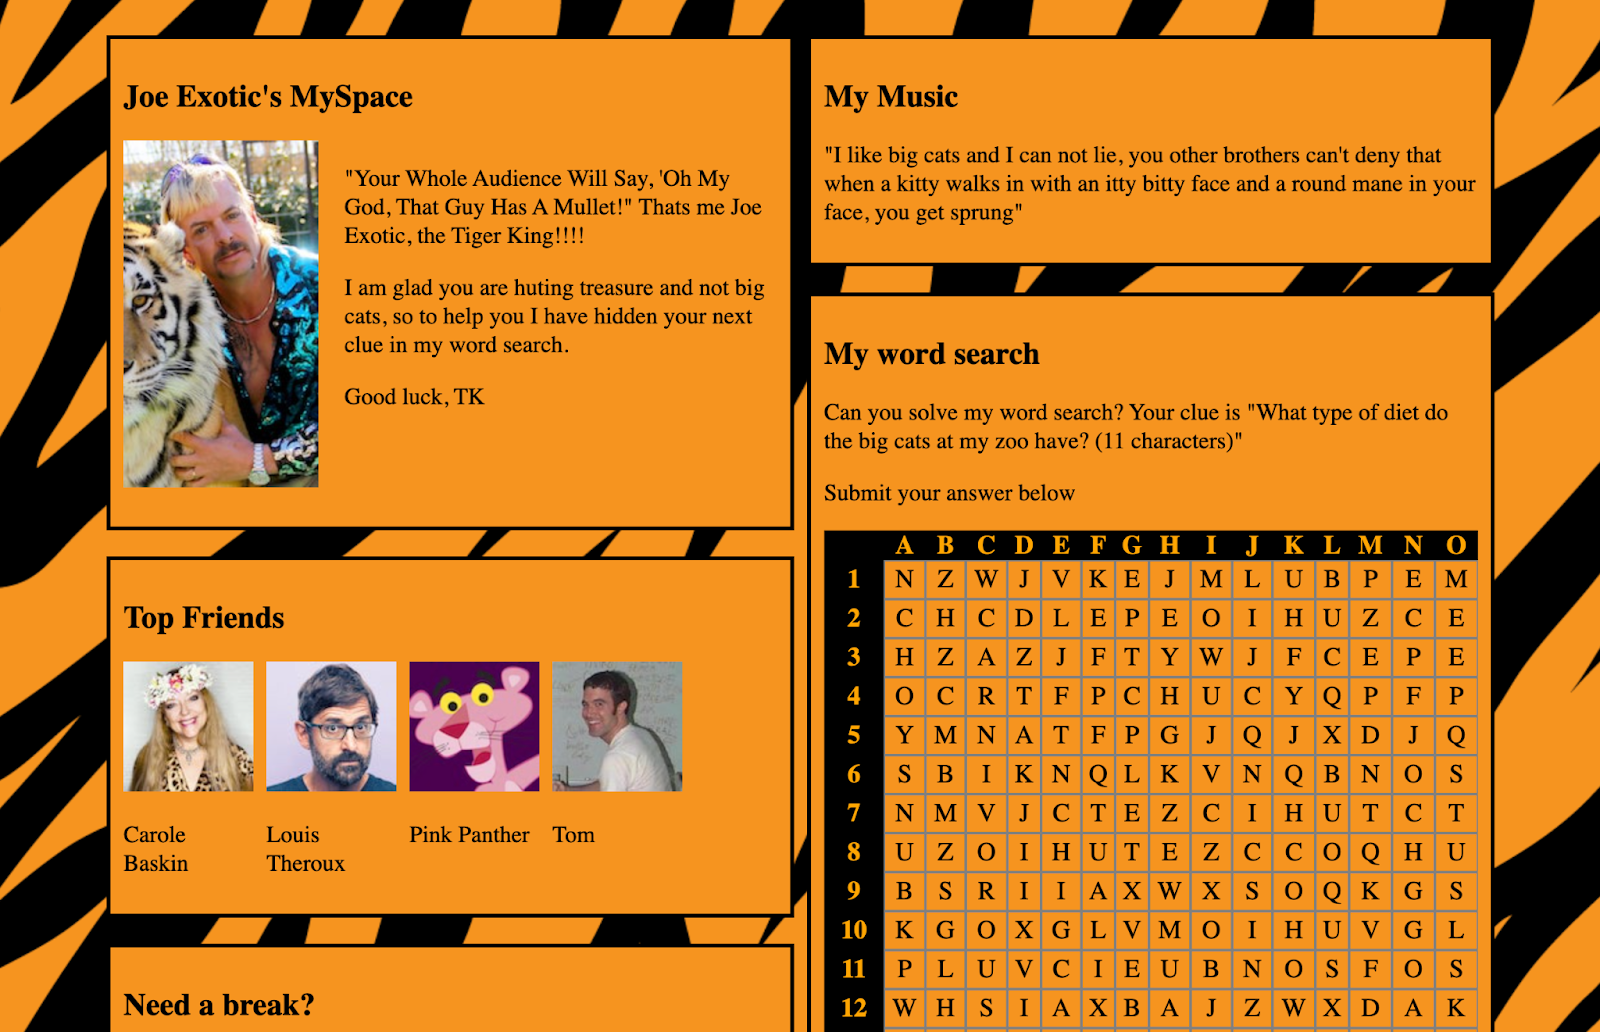 Joe Exotic's MySpace
"Your Whole Audience Will Say, 'Oh My
God, That Guy Has A Mullet!" Thats me Joe
Exotic, the Tiger King!!!!
I am glad you are huting treasure and not big
cats, so to help you I have hidden your next
clue in my word search.
Good luck, TK
Top Friends
Carole
Baskin
Louis
Theroux
Pink Panther
Tom
Need a break?
My Music
"I like big cats and I can not lie, you other brothers can't deny that
when a kitty walks in with an itty bitty face and a round mane in your
face, you get sprung"
My word search
Can you solve my word search? Your clue is "What type of diet do
the big cats at my zoo have? (11 characters)"
Submit your answer below
A B C D E F G H I J K L M N O
1 N Z W J V K E J M L U B P E M
2 C H C D L E P E O I H U Z C E
3 H Z A Z J F T Y W J F C E P E
4 O C R T F P C H U C Y Q P F P
5 Y M N A T F P G J Q J X D J Q
6 S B I K N Q L K V N Q B N O S
7 N M V J C T E Z C I H U T C T
8 U Z O I H U T E Z C C O Q H U
9 B S R I I A X W X S O Q K G S
10 K G O X G L V M O I H U V G L
11 P L U V C I E U B N O S F O S
12 W H S I A X B A J Z W X D A K